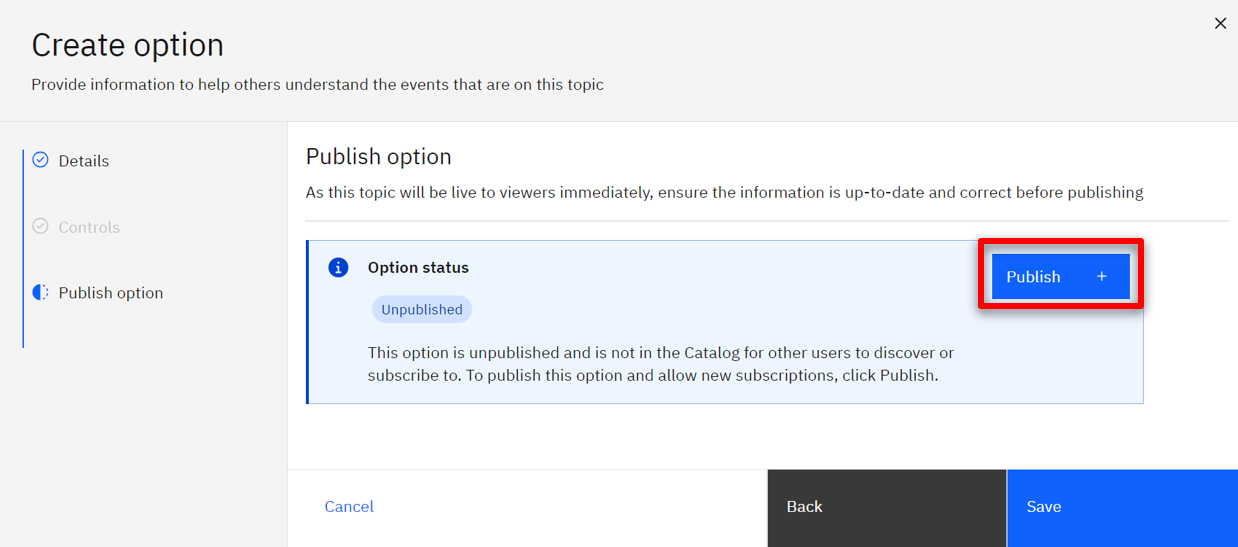 Create option
Provide information to help others understand the events that are on this topic
Details
Controls
Publish option
Publish option
As this topic will be live to viewers immediately, ensure the information is up-to-date and correct before publishing
Option status
Publish +
Unpublished
This option is unpublished and is not in the Catalog for other users to discover or
subscribe to. To publish this option and allow new subscriptions, click Publish.
Cancel
Back
Save